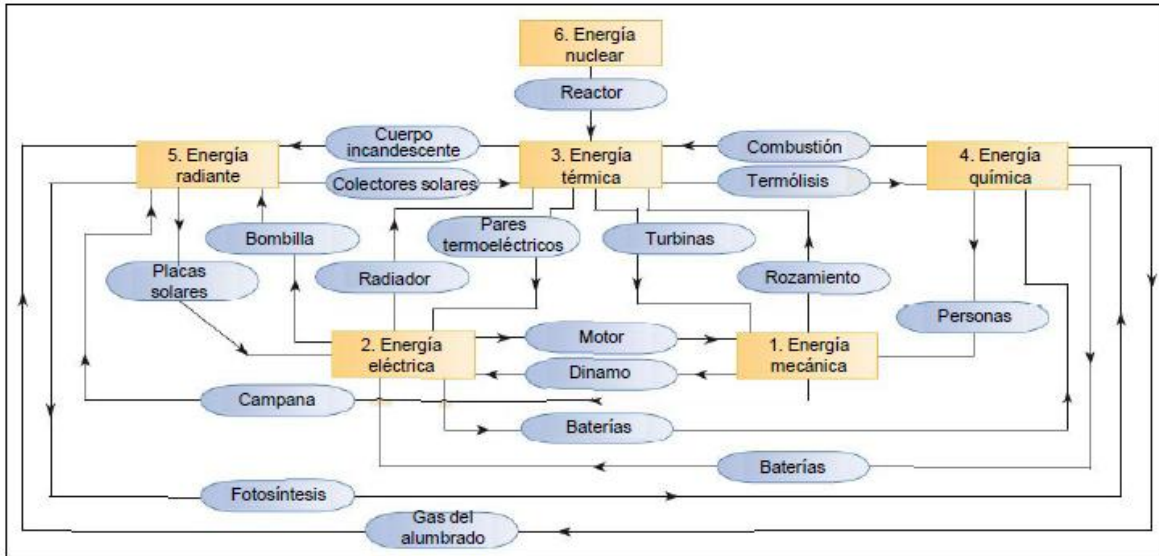 6. Energía
nuclear
Reactor
Cuerpo
incandescente
Combustión
5. Energía
radiante
3. Energía
térmica
4. Energía
química
Colectores solares
Termólisis
Bombilla
Pares
termoeléctricos
Turbinas
Placas
solares
Radiador
Rozamiento
Personas
2. Energía
eléctrica
Motor
1. Energía
mecánica
Dinamo
Campana
Baterías
Baterías
Fotosíntesis
Gas del
alumbrado